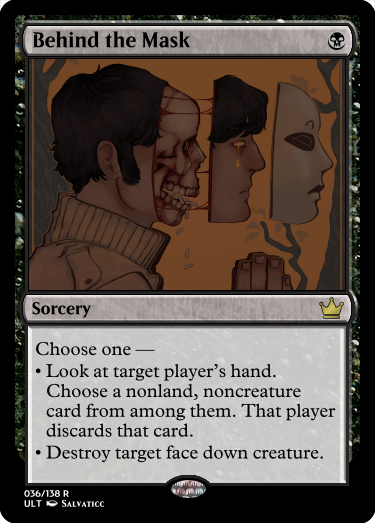 Behind the Mask
Sorcery
Choose one —
• Look at target player's hand.
Choose a nonland, noncreature
card from among them. That player
discards that card.
• Destroy target face down creature.
036/138 R
ULT Salvaticc